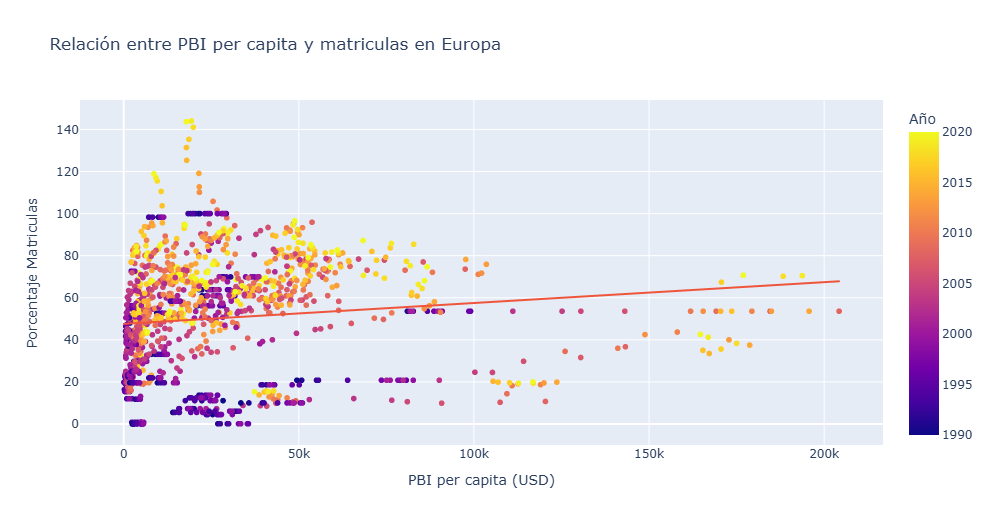 Relación entre PBI per capita y matriculas en Europa
Año
Porcentaje Matriculas
140
120
100
80
60
40
20
0
0
50k
100k
150k
200k
PBI per capita (USD)
2020
2015
2010
2005
2000
1995
1990